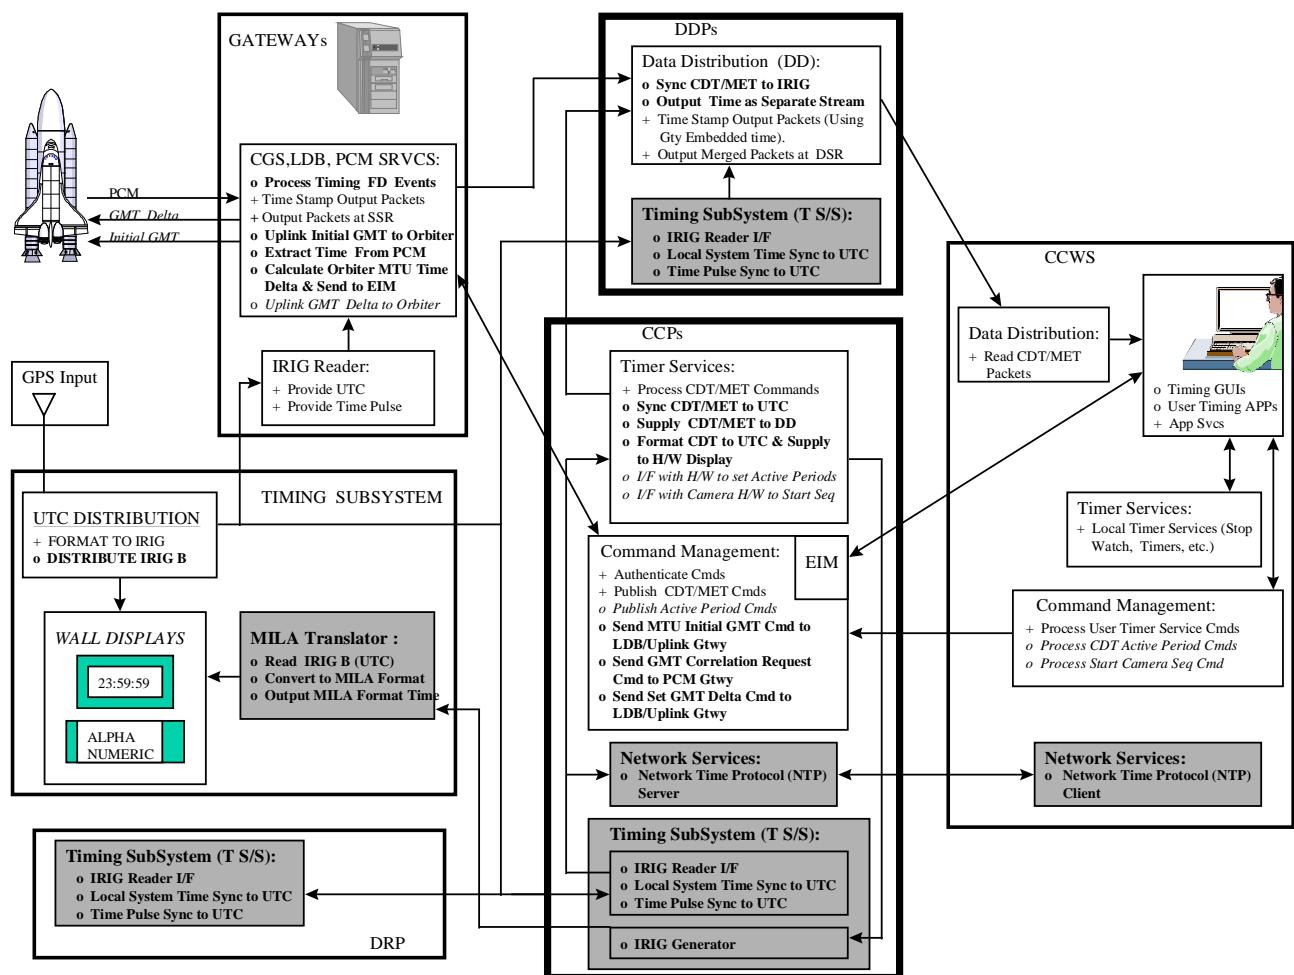 GATEWAYs
CGS,LDB, PCM SRVCS:
o Process Timing FD Events
+ Time Stamp Output Packets
+ Output Packets at SSR
o Uplink Initial GMT to Orbiter
o Extract Time From PCM
o Calculate Orbiter MTU Time
Delta & Send to EIM
o Uplink GMT Delta to Orbiter
PCM
GMT Delta
Initial GMT
IRIG Reader:
+ Provide UTC
+ Provide Time Pulse
GPS Input
TIMING SUBSYSTEM
UTC DISTRIBUTION
+ FORMAT TO IRIG
o DISTRIBUTE IRIG B
WALL DISPLAYS
23:59:59
ALPHA
NUMERIC
MILA Translator :
o Read IRIG B (UTC)
o Convert to MILA Format
o Output MILA Format Time
Timing SubSystem (T S/S):
o IRIG Reader I/F
o Local System Time Sync to UTC
o Time Pulse Sync to UTC
DRP
DDPs
Data Distribution (DD):
o Sync CDT/MET to IRIG
o Output Time as Separate Stream
+ Time Stamp Output Packets (Using
Gty Embedded time).
+ Output Merged Packets at DSR
Timing SubSystem (T S/S):
o IRIG Reader I/F
o Local System Time Sync to UTC
o Time Pulse Sync to UTC
CCPs
Timer Services:
+ Process CDT/MET Commands
o Sync CDT/MET to UTC
o Supply CDT/MET to DD
o Format CDT to UTC & Supply
to H/W Display
o I/F with H/W to set Active Periods
o I/F with Camera H/W to Start Seq
Command Management:
EIM
+ Authenticate Cmds
+ Publish CDT/MET Cmds
o Publish Active Period Cmds
o Send MTU Initial GMT Cmd to
LDB/Uplink Gtwy
o Send GMT Correlation Request
Cmd to PCM Gtwy
o Send Set GMT Delta Cmd to
LDB/Uplink Gtwy
Network Services:
o Network Time Protocol (NTP)
Server
Timing SubSystem (T S/S):
o IRIG Reader I/F
o Local System Time Sync to UTC
o Time Pulse Sync to UTC
o IRIG Generator
CCWS
Data Distribution:
+ Read CDT/MET
Packets
o Timing GUIs
o User Timing APPs
+ App Svcs
Timer Services:
+ Local Timer Services (Stop
Watch, Timers, etc.)
Command Management:
+ Process User Timer Service Cmds
o Process CDT Active Period Cmds
o Process Start Camera Seq Cmd
Network Services:
o Network Time Protocol (NTP)
Client